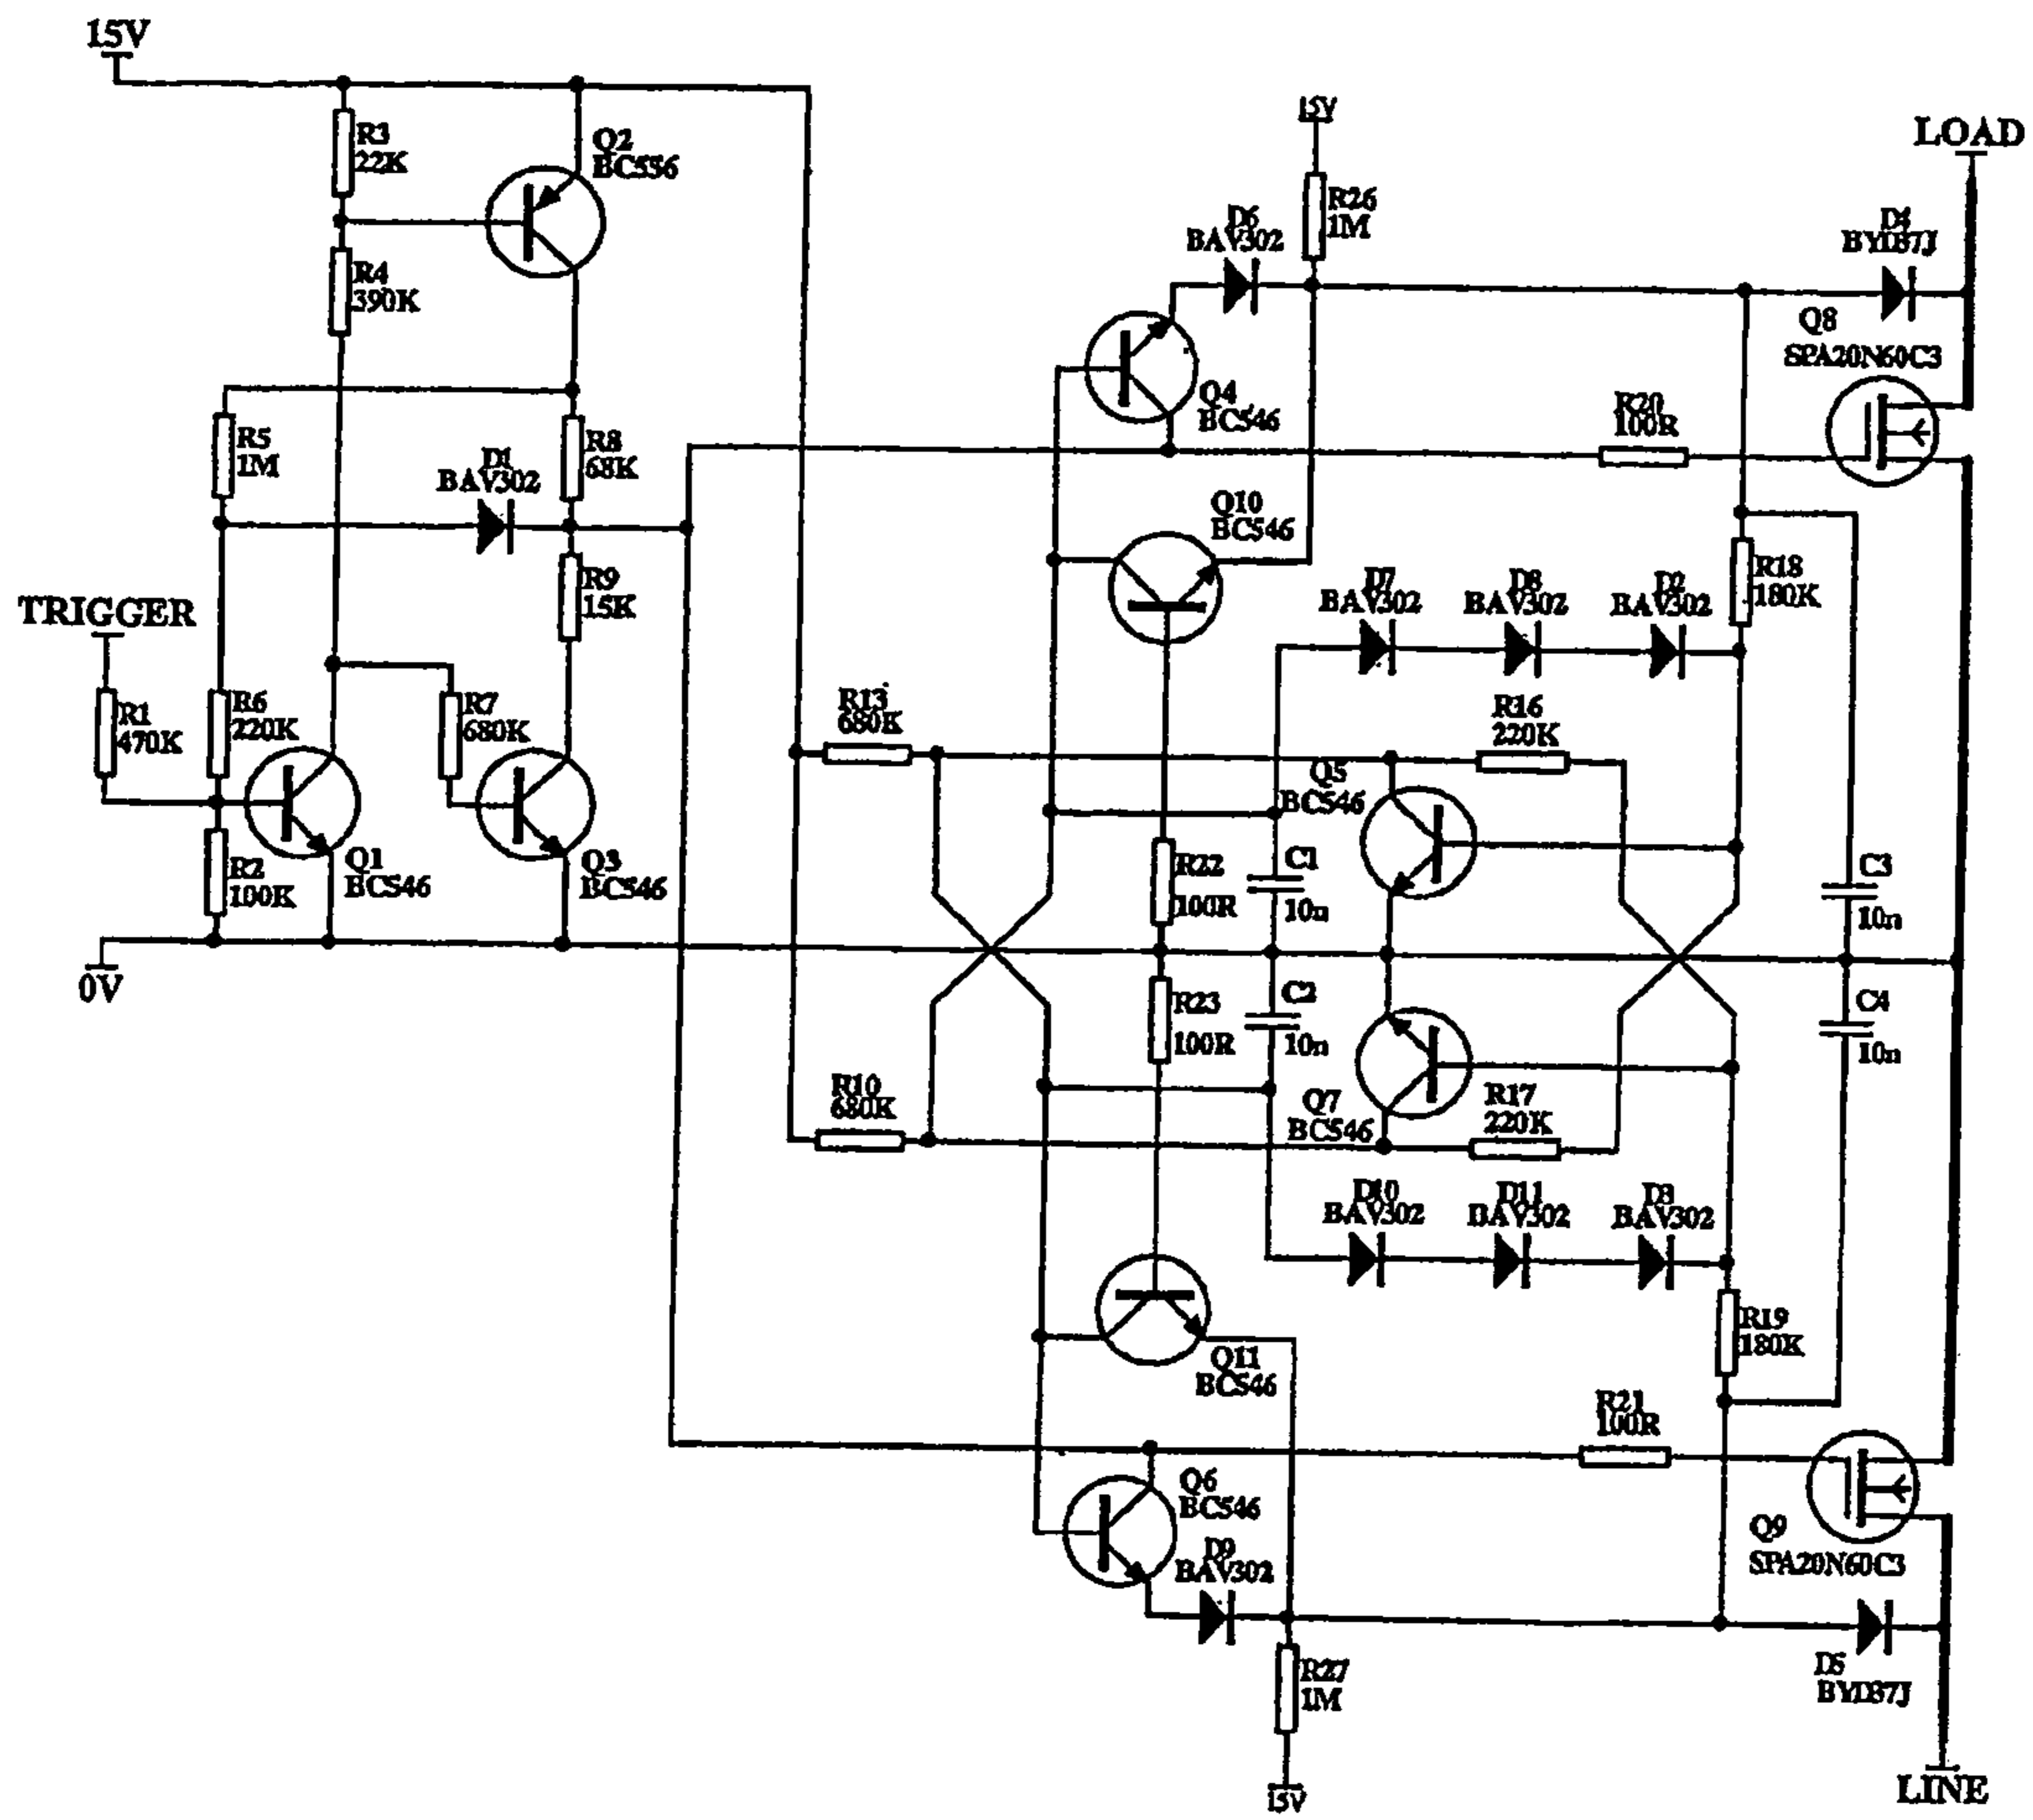 15V
R3
22K
Q2
BC556
R4
390K
R5
1M
D1
BAV302
R8
68K
R9
15K
TRIGGER
R1
470K
R6
220K
R7
680K
R2
100K
Q1
BC546
Q3
BC546
0V
15V
R26
1M
LOAD
D6
BAV302
D4
Q8
SPA20N60C3
Q4
BC546
R20
100R
Q10
BC546
D7
BAV302
D8
BAV302
D2
BAV302
R18
180K
R13
680K
R16
220K
Q5
BC546
R22
100R
C1
10n
C3
10n
R23
100R
C2
10n
C4
10n
R10
680K
Q7
BC546
R17
220K
D10
BAV302
D11
BAV302
D3
BAV302
R19
180K
Q11
BC546
R21
100R
Q6
BC546
D9
BAV302
Q9
SPA20N60C3
R27
1M
D5
15V
LINE